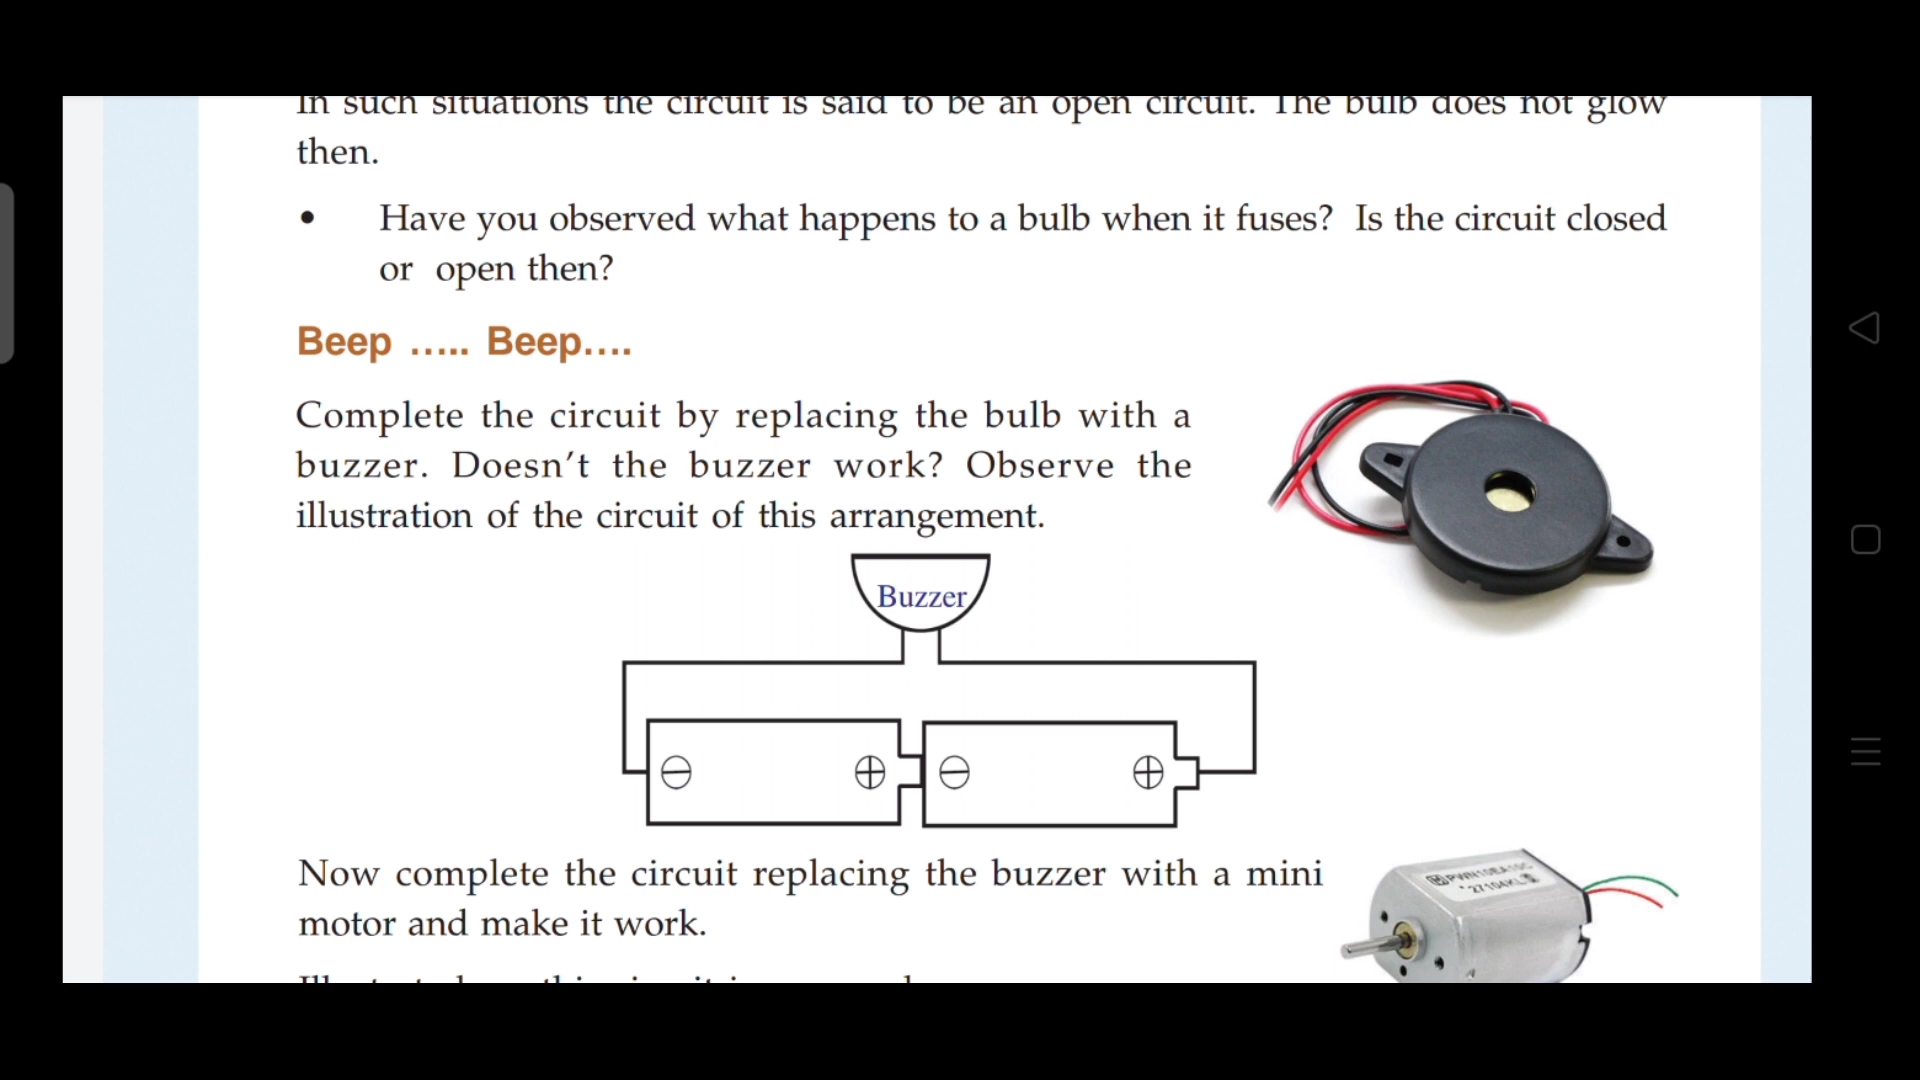 In such situations the circuit is said to be an open circuit. The bulb does not glow
then.
• Have you observed what happens to a bulb when it fuses? Is the circuit closed
or open then?
Beep ..... Beep....
Complete the circuit by replacing the bulb with a
buzzer. Doesn't the buzzer work? Observe the
illustration of the circuit of this arrangement.
Buzzer
Now complete the circuit replacing the buzzer with a mini
motor and make it work.